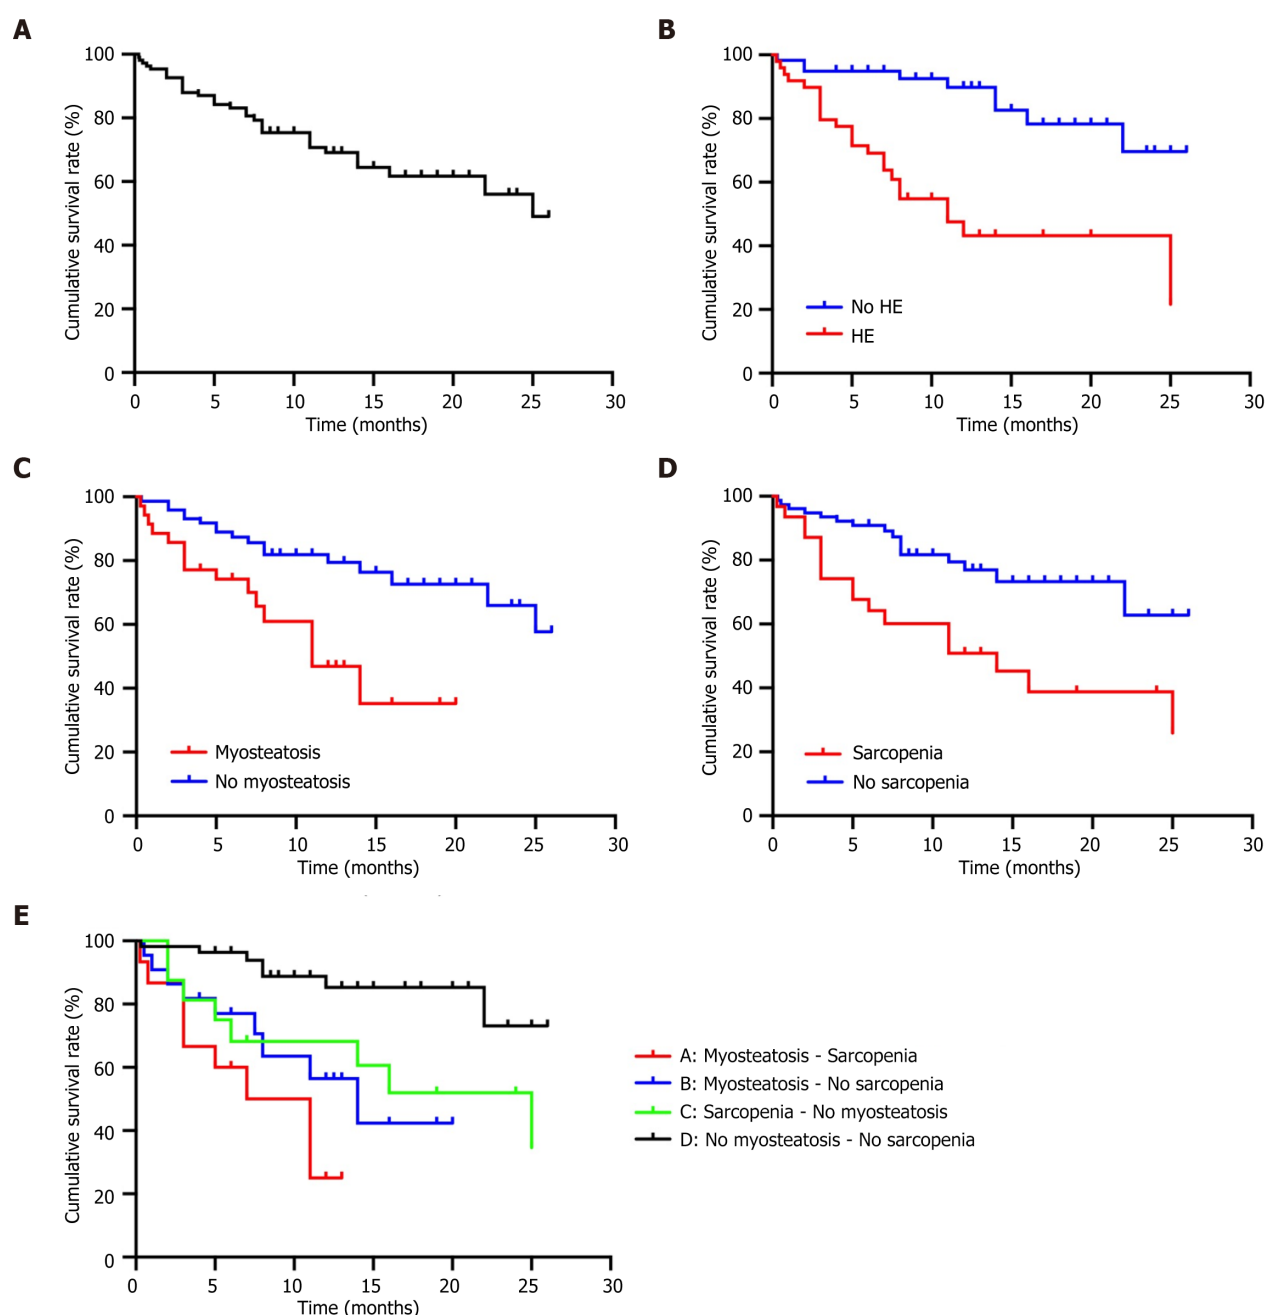 A
Cumulative survival rate (%)
100
80
60
40
20
0
0 5 10 15 20 25 30
Time (months)
B
Cumulative survival rate (%)
100
80
60
40
20
0
No HE
HE
0 5 10 15 20 25 30
Time (months)
C
Cumulative survival rate (%)
100
80
60
40
20
0
Myosteatosis
No myosteatosis
0 5 10 15 20 25 30
Time (months)
D
Cumulative survival rate (%)
100
80
60
40
20
0
Sarcopenia
No sarcopenia
0 5 10 15 20 25 30
Time (months)
E
Cumulative survival rate (%)
100
80
60
40
20
0
0 5 10 15 20 25 30
Time (months)
A: Myosteatosis - Sarcopenia
B: Myosteatosis - No sarcopenia
C: Sarcopenia - No myosteatosis
D: No myosteatosis - No sarcopenia